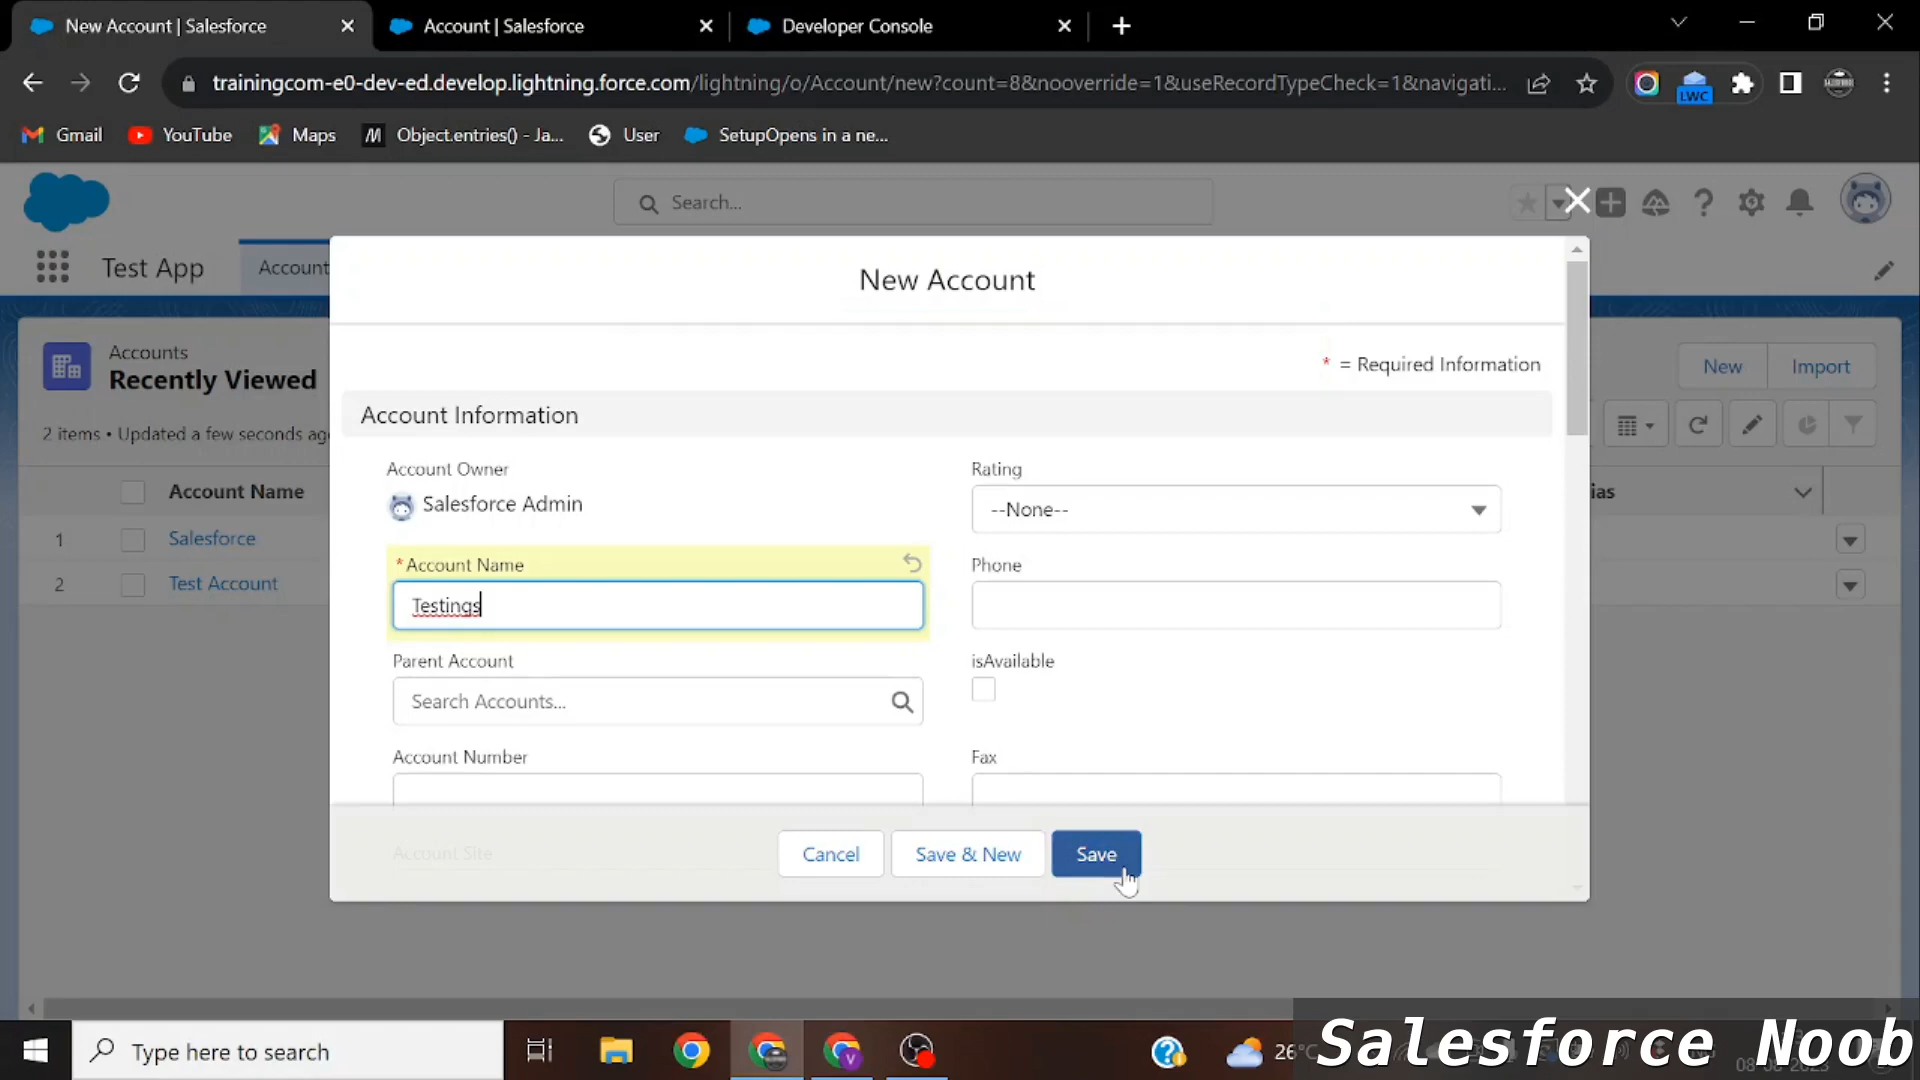 New Account | Salesforce
Account | Salesforce
Developer Console
trainingcom-e0-dev-ed.develop.lightning.force.com/lightning/o/Account/new?count=8&nooverride=1&useRecordTypeCheck=1&navigati...
LWC
Gmail
YouTube
Maps
Object.entries() - Ja...
User
SetupOpens in a ne...
Search...
Test App
Account
New Account
* = Required Information
Accounts
Recently Viewed
New
Import
2 items • Updated a few seconds ag
Account Information
Account Owner
Salesforce Admin
Rating
--None--
Account Name
ias
1
Salesforce
2
Test Account
*Account Name
Testings
Phone
Parent Account
Search Accounts...
isAvailable
Account Number
Fax
Account Site
Cancel
Save & New
Save
Type here to search
26°C
Salesforce Noob